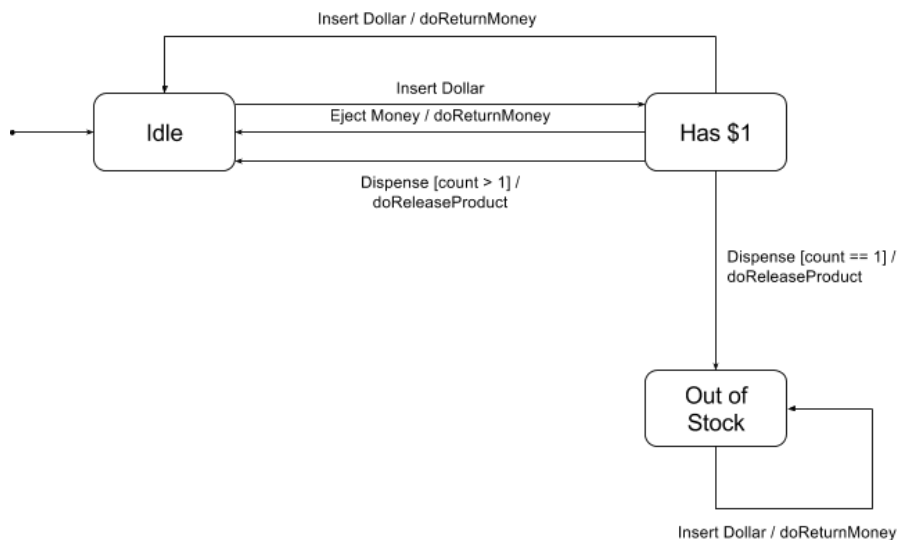 Insert Dollar / doReturnMoney
Insert Dollar
Idle
Eject Money / doReturnMoney
Has $1
Dispense [count > 1] /
doReleaseProduct
Dispense [count == 1] /
doReleaseProduct
Out of
Stock
Insert Dollar / doReturnMoney